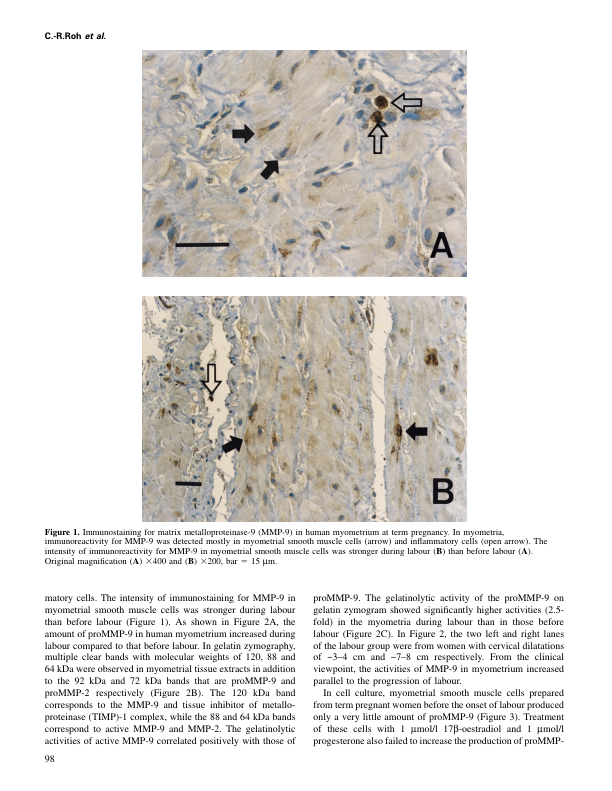 C.-R.Roh et al.
A
B
Figure 1. Immunostaining for matrix metalloproteinase-9 (MMP-9) in human myometrium at term pregnancy. In myometria,
immunoreactivity for MMP-9 was detected mostly in myometrial smooth muscle cells (arrow) and inflammatory cells (open arrow). The
intensity of immunoreactivity for MMP-9 in myometrial smooth muscle cells was stronger during labour (B) than before labour (A).
Original magnification (A) ×400 and (B) ×200, bar = 15 µm.
matory cells. The intensity of immunostaining for MMP-9 in
myometrial smooth muscle cells was stronger during labour
than before labour (Figure 1). As shown in Figure 2A, the
amount of proMMP-9 in human myometrium increased during
labour compared to that before labour. In gelatin zymography,
multiple clear bands with molecular weights of 120, 88 and
64 kDa were observed in myometrial tissue extracts in addition
to the 92 kDa and 72 kDa bands that are proMMP-9 and
proMMP-2 respectively (Figure 2B). The 120 kDa band
corresponds to the MMP-9 and tissue inhibitor of metallo-
proteinase (TIMP)-1 complex, while the 88 and 64 kDa bands
correspond to active MMP-9 and MMP-2. The gelatinolytic
activities of active MMP-9 correlated positively with those of
proMMP-9. The gelatinolytic activity of the proMMP-9 on
gelatin zymogram showed significantly higher activities (2.5-
fold) in the myometria during labour than in those before
labour (Figure 2C). In Figure 2, the two left and right lanes
of the labour group were from women with cervical dilatations
of ~3–4 cm and ~7–8 cm respectively. From the clinical
viewpoint, the activities of MMP-9 in myometrium increased
parallel to the progression of labour.
In cell culture, myometrial smooth muscle cells prepared
from term pregnant women before the onset of labour produced
only a very little amount of proMMP-9 (Figure 3). Treatment
of these cells with 1 µmol/l 17β-oestradiol and 1 µmol/l
progesterone also failed to increase the production of proMMP-
98